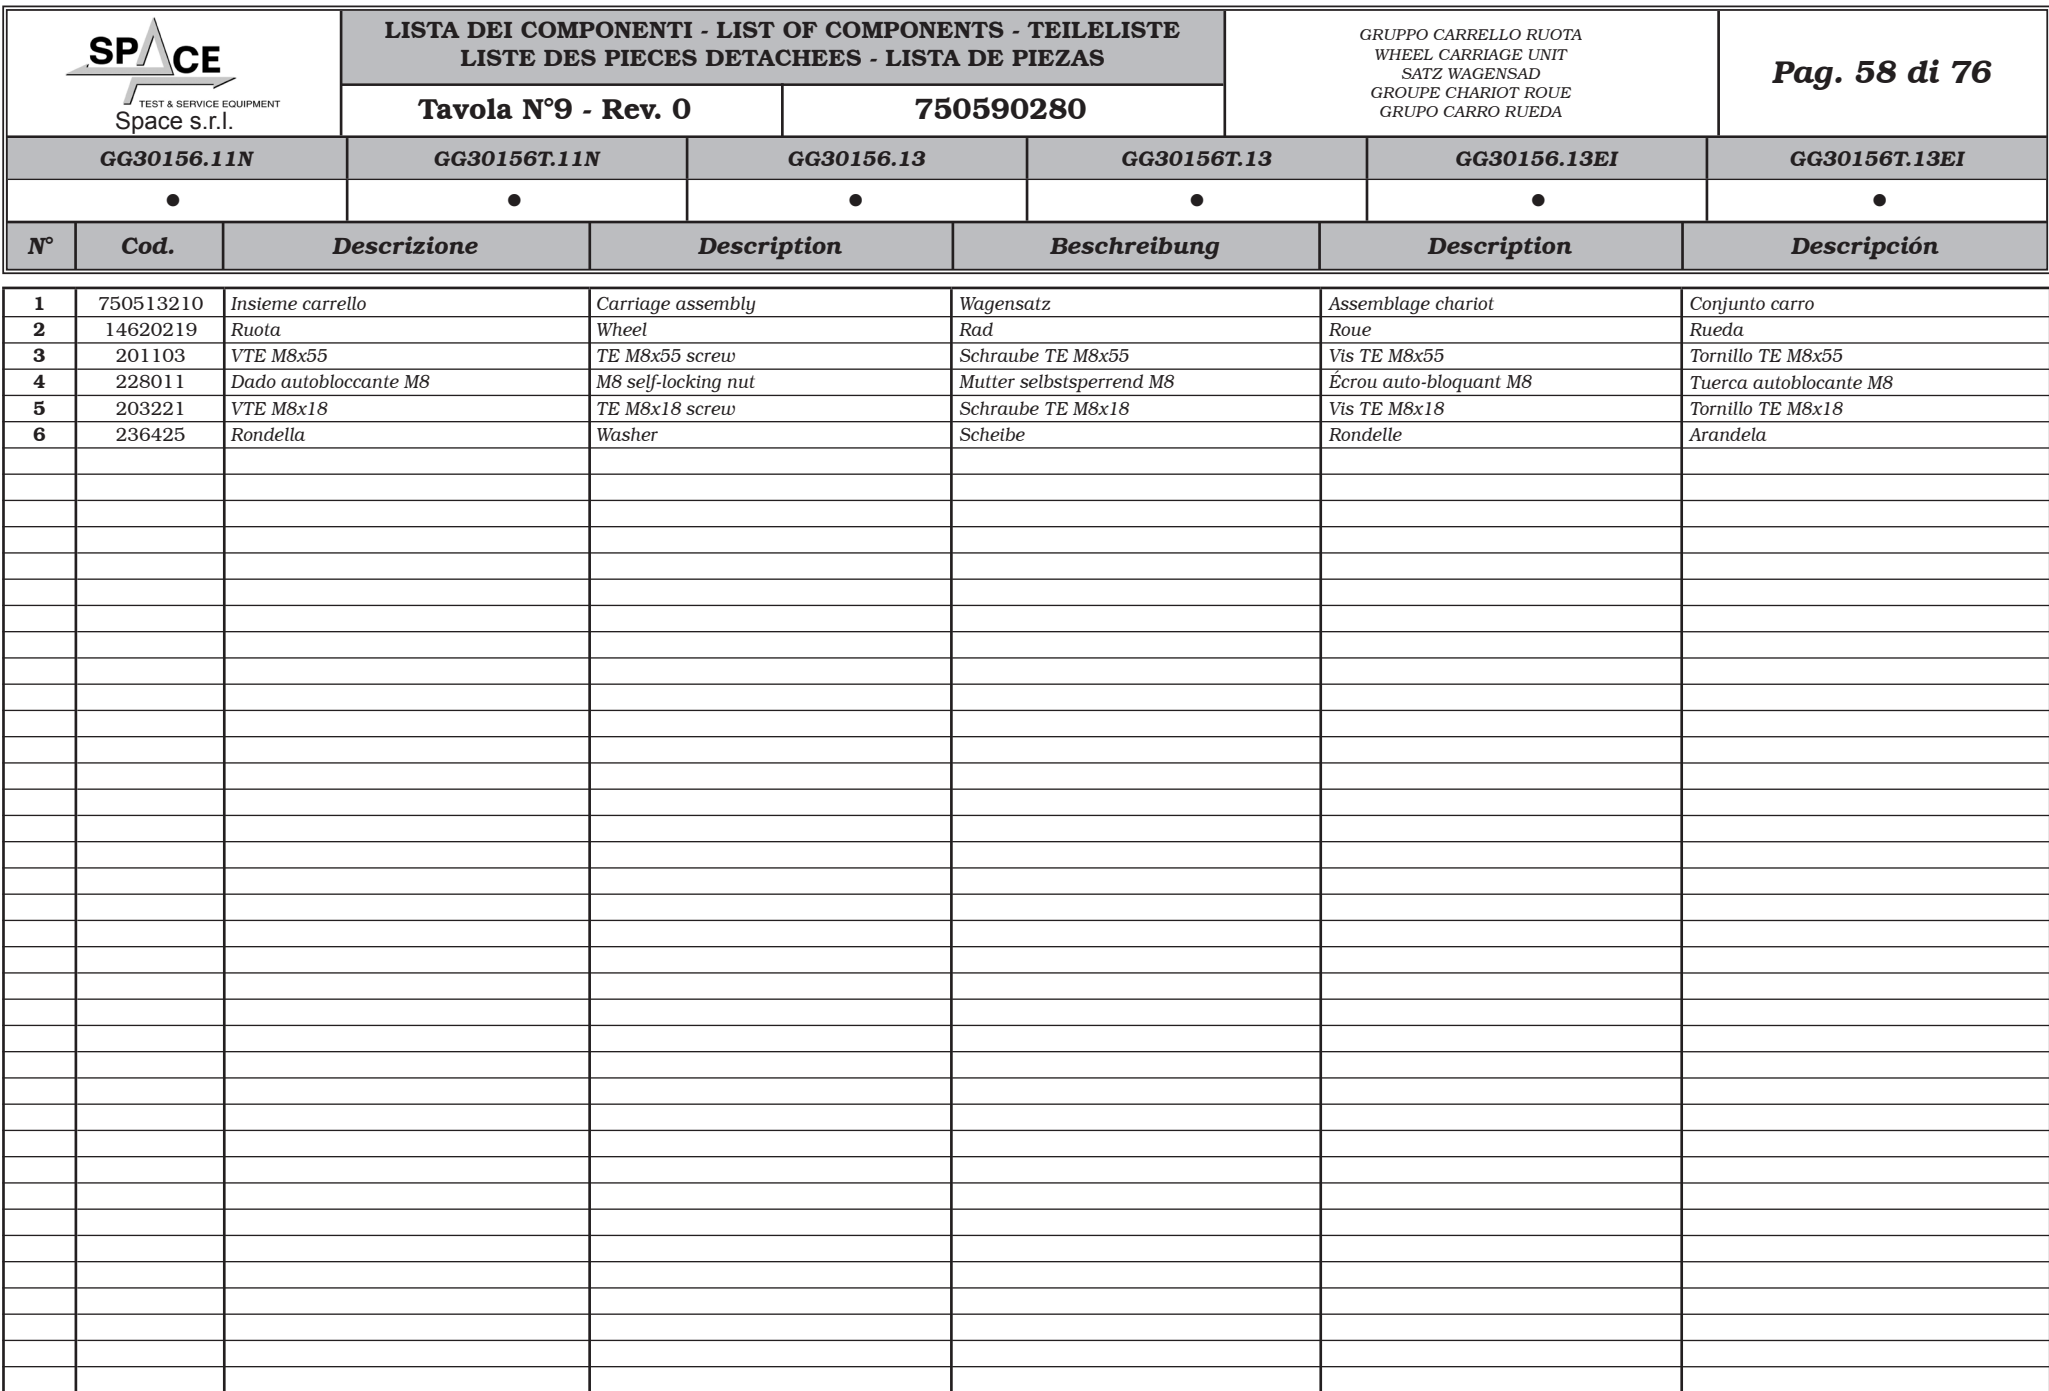 SPACE
TEST & SERVICE EQUIPMENT
Space s.r.l.
LISTA DEI COMPONENTI - LIST OF COMPONENTS - TEILELISTE
LISTE DES PIECES DETACHEES - LISTA DE PIEZAS
Tavola N°9 - Rev. 0 750590280
GRUPPO CARRELLO RUOTA
WHEEL CARRIAGE UNIT
SATZ WAGENSAD
GROUPE CHARIOT ROUE
GRUPO CARRO RUEDA
Pag. 58 di 76
GG30156.11N GG30156T.11N GG30156.13 GG30156T.13 GG30156.13EI GG30156T.13EI
● ● ● ● ● ●
N° Cod. Descrizione Description Beschreibung Description Descripción
1 750513210 Insieme carrello Carriage assembly Wagensatz Assemblage chariot Conjunto carro
2 14620219 Ruota Wheel Rad Roue Rueda
3 201103 VTE M8x55 TE M8x55 screw Schraube TE M8x55 Vis TE M8x55 Tornillo TE M8x55
4 228011 Dado autobloccante M8 M8 self-locking nut Mutter selbstsperrend M8 Écrou auto-bloquant M8 Tuerca autoblocante M8
5 203221 VTE M8x18 TE M8x18 screw Schraube TE M8x18 Vis TE M8x18 Tornillo TE M8x18
6 236425 Rondella Washer Scheibe Rondelle Arandela